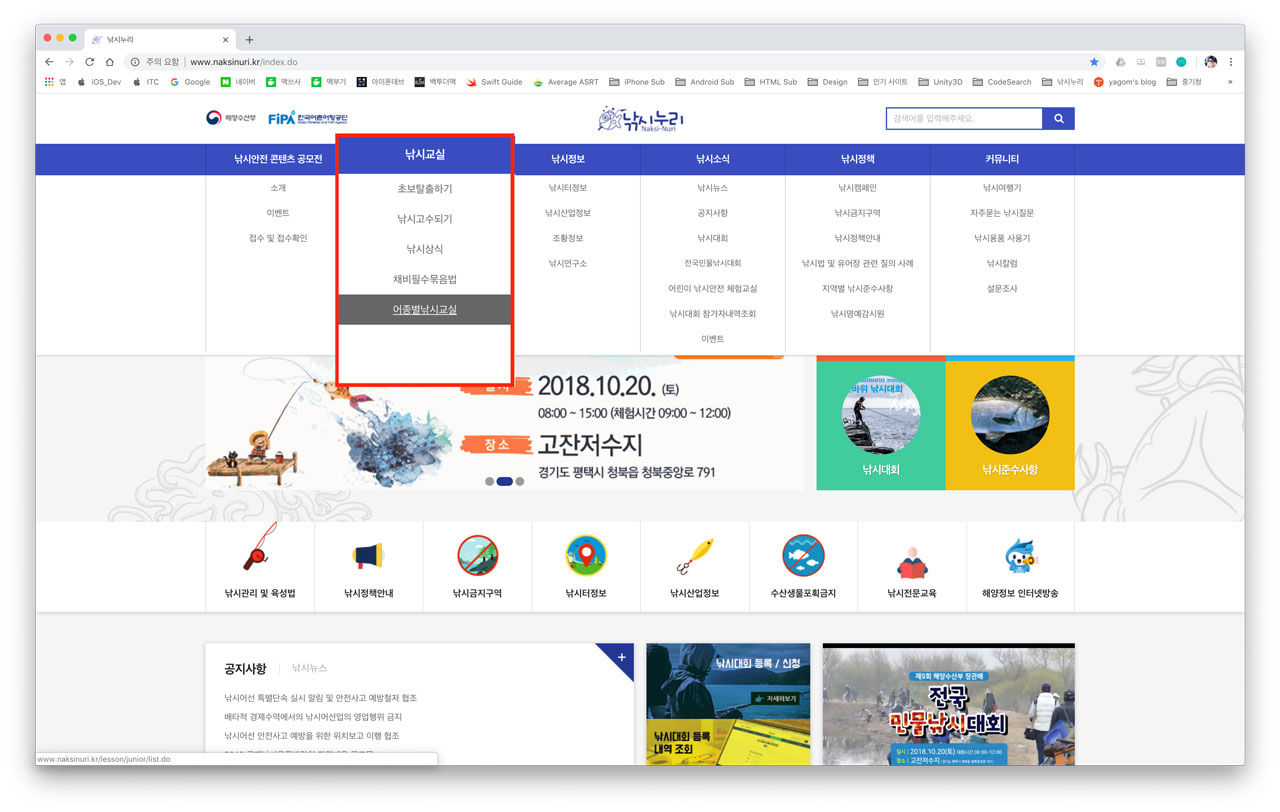 낚시누리
주의 요함 | www.naksinuri.kr/index.do
앱 iOS_Dev ITC Google 네이버 맥쓰사 맥부기 아이폰데브 백투더맥 Swift Guide Average ASRT iPhone Sub Android Sub HTML Sub Design 인기 사이트 Unity3D CodeSearch 낚시누리 yagom's blog 중기청 »
해양수산부 FiPA 한국어촌어항공단
낚시누리
Naksi-Nuri
검색어를 입력해주세요.
낚시안전 콘텐츠 공모전 낚시교실 낚시정보 낚시소식 낚시정책 커뮤니티
소개
이벤트
접수 및 접수확인
초보탈출하기
낚시고수되기
낚시상식
채비필수묶음법
어종별낚시교실
낚시터정보
낚시산업정보
조황정보
낚시연구소
낚시뉴스
공지사항
낚시대회
전국민물낚시대회
어린이 낚시안전 체험교실
낚시대회 참가자내역조회
이벤트
낚시캠페인
낚시금지구역
낚시정책안내
낚시법 및 유어장 관련 질의 사례
지역별 낚시준수사항
낚시명예감시원
낚시여행기
자주묻는 낚시질문
낚시용품 사용기
낚시칼럼
설문조사
2018.10.20. (토)
08:00 ~ 15:00 (체험시간 09:00 ~ 12:00)
장소 고잔저수지
경기도 평택시 청북읍 청북중앙로 791
바위 낚시대회
낚시대회
낚시준수사항
낚시관리 및 육성법 낚시정책안내 낚시금지구역 낚시터정보 낚시산업정보 수산생물포획금지 낚시전문교육 해양정보 인터넷방송
공지사항 낚시뉴스 +
낚시어선 특별단속 실시 알림 및 안전사고 예방철저 협조
배타적 경제수역에서의 낚시어선업의 영업행위 금지
낚시어선 안전사고 예방을 위한 위치보고 이행 협조
낚시대회 등록 / 신청
자세히보기
낚시대회 등록
내역 조회
제9회 해양수산부 장관배
전국
민물낚시대회
일시 | 2018.10.20(토) 대회시간 08:00~12:00
장소 | 고잔저수지
www.naksinuri.kr/lesson/junior/list.do